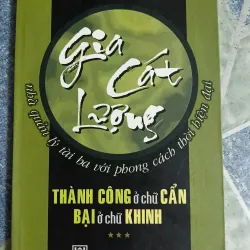 Gia
Cát
Lượng
nhà quản lý tài ba với phong cách thời hiện đại
THÀNH CÔNG ở chữ CẨN
BẠI ở chữ KHINH
***